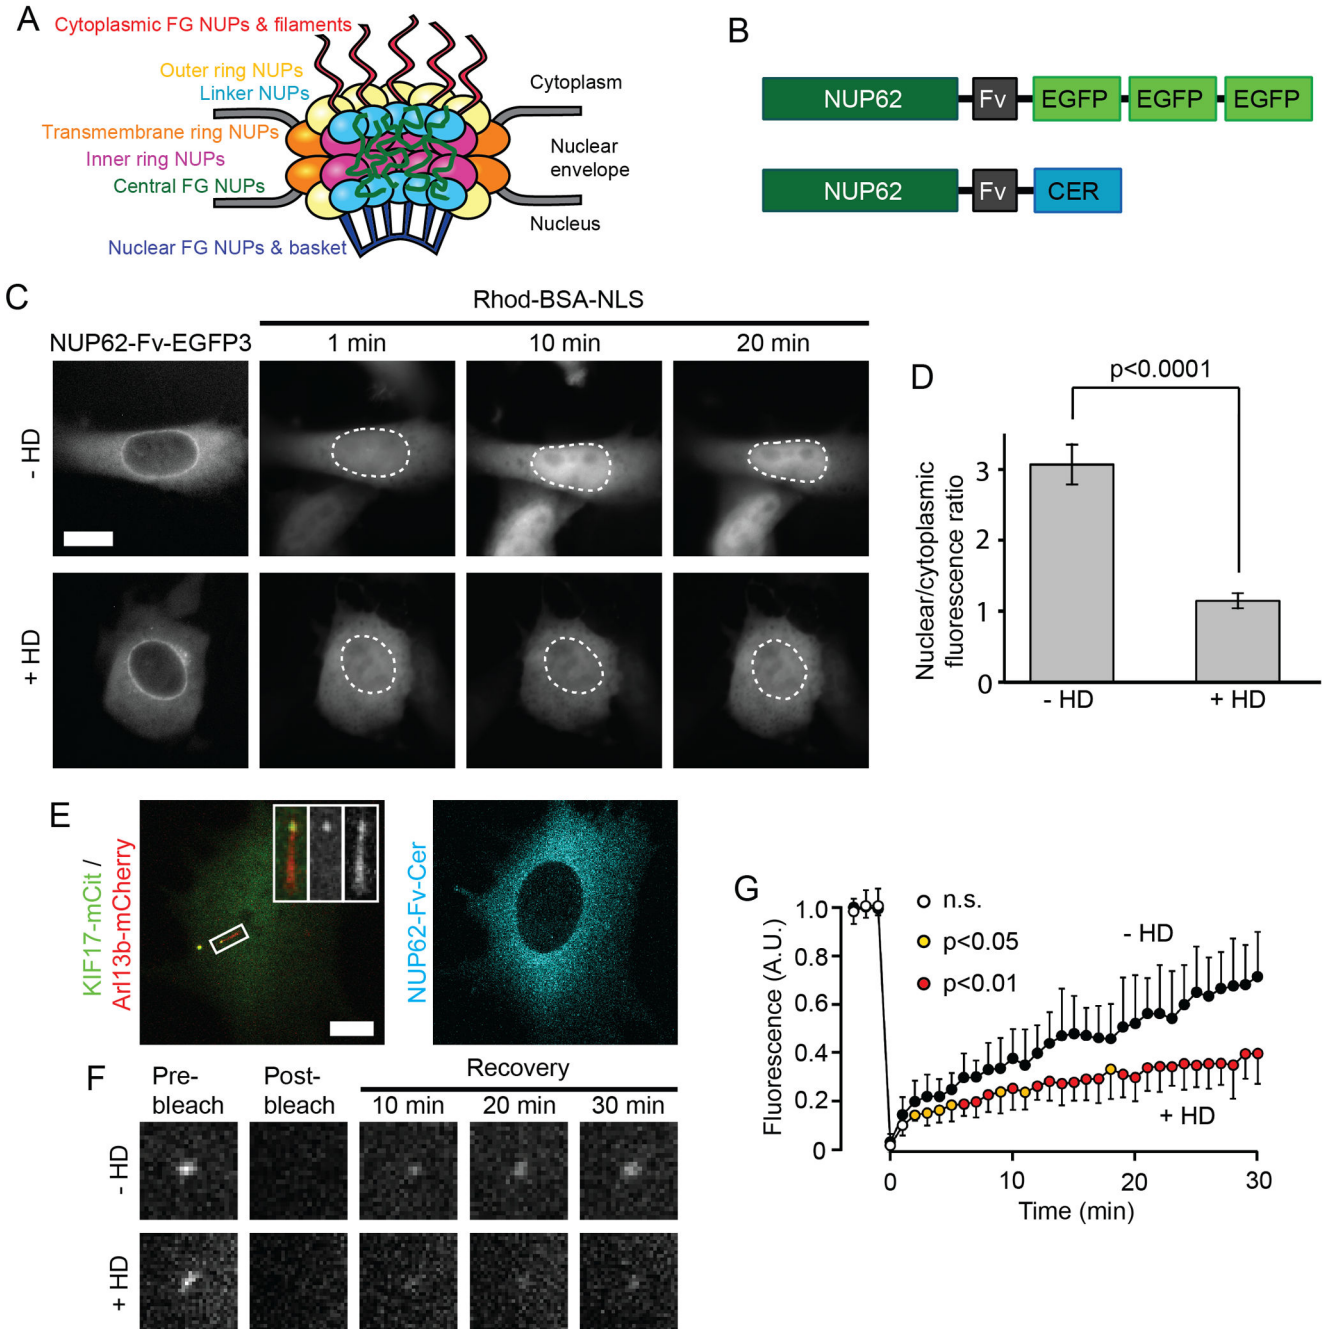 A
Cytoplasmic FG NUPs & filaments
Outer ring NUPs
Linker NUPs
Transmembrane ring NUPs
Inner ring NUPs
Central FG NUPs
Nuclear FG NUPs & basket
Cytoplasm
Nuclear
envelope
Nucleus
B
NUP62 Fv EGFP EGFP EGFP
NUP62 Fv CER
C
Rhod-BSA-NLS
NUP62-Fv-EGFP3 1 min 10 min 20 min
- HD
+ HD
D
p<0.0001
Nuclear/cytoplasmic
fluorescence ratio
3
2
1
0
- HD + HD
E
KIF17-mCit /
Arl13b-mCherry
NUP62-Fv-Cer
F
Pre-
bleach
Post-
bleach
Recovery
10 min 20 min 30 min
- HD
+ HD
G
n.s.
p<0.05
p<0.01
- HD
+ HD
Fluorescence (A.U.)
1.0
0.8
0.6
0.4
0.2
0
0 10 20 30
Time (min)